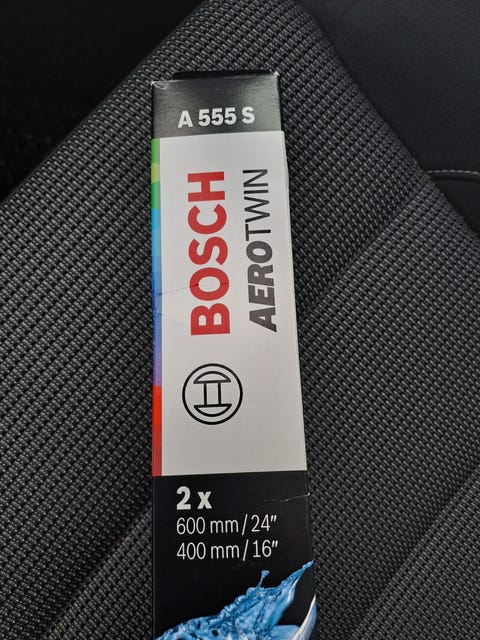 A 555 S
BOSCH
AEROTWIN
2 x
600 mm/24"
400 mm/16"